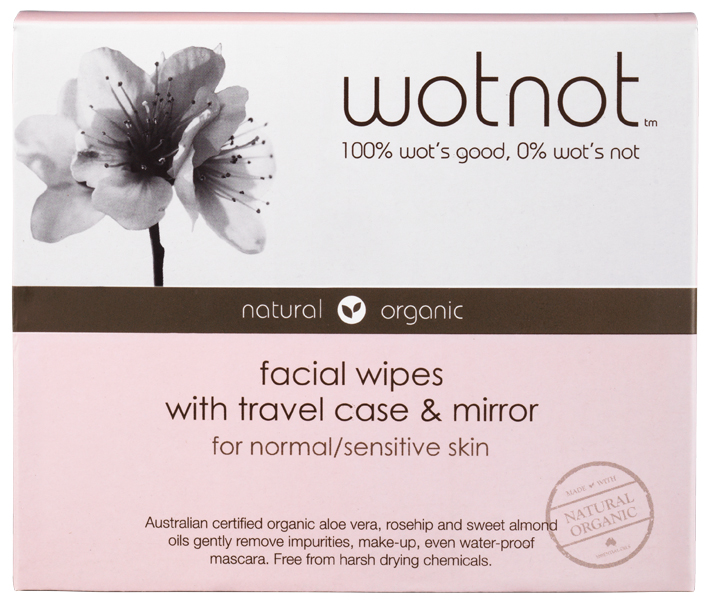 wotnot™
100% wot's good, 0% wot's not
natural organic
facial wipes
with travel case & mirror
for normal/sensitive skin
MADE WITH
NATURAL
ORGANIC
Australian certified organic aloe vera, rosehip and sweet almond
oils gently remove impurities, make-up, even water-proof
mascara. Free from harsh drying chemicals.